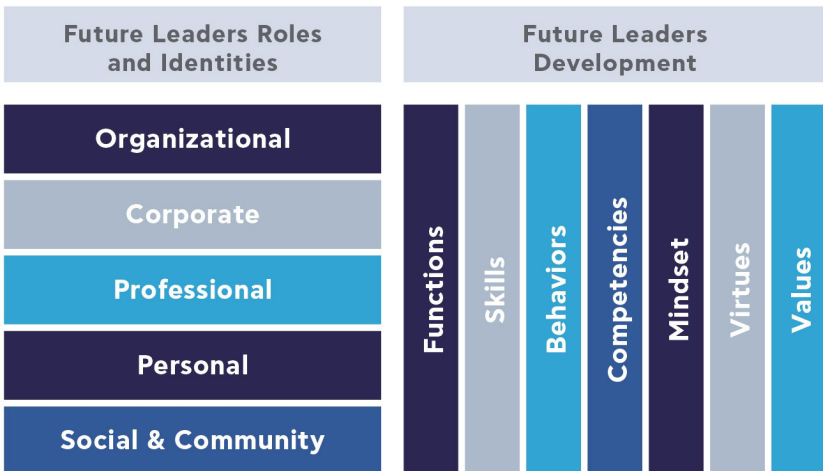 Future Leaders Roles
and Identities
Organizational
Corporate
Professional
Personal
Social & Community
Future Leaders
Development
Functions
Skills
Behaviors
Competencies
Mindset
Virtues
Values